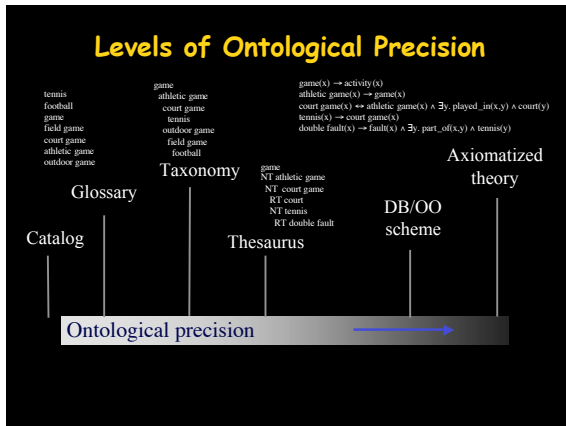 Levels of Ontological Precision
tennis
football
game
field game
court game
athletic game
outdoor game
Glossary
Catalog
game
athletic game
court game
tennis
outdoor game
field game
football
Taxonomy
game
NT athletic game
NT court game
RT court
NT tennis
RT double fault
Thesaurus
game(x) → activity(x)
athletic game(x) → game(x)
court game(x) ↔ athletic game(x) ∧ ∃y. played_in(x,y) ∧ court(y)
tennis(x) → court game(x)
double fault(x) → fault(x) ∧ ∃y. part_of(x,y) ∧ tennis(y)
DB/OO
scheme
Axiomatized
theory
Ontological precision